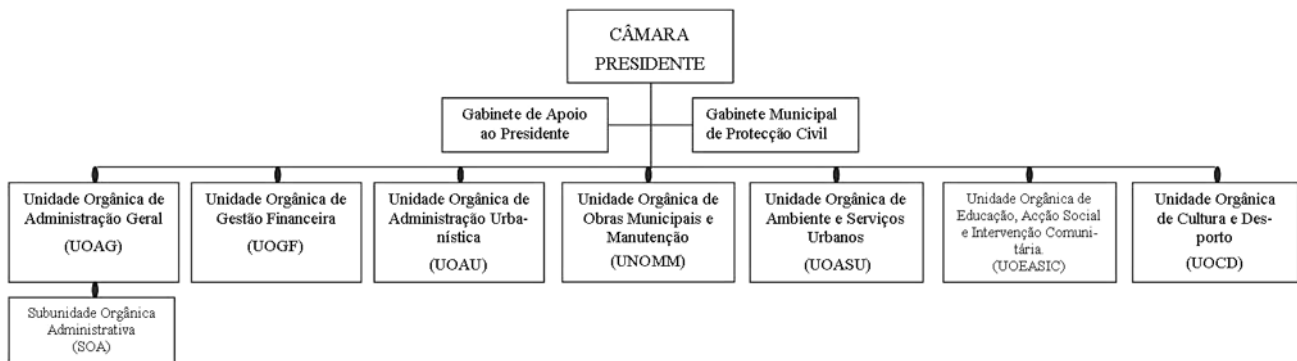 CÂMARA
PRESIDENTE
Gabinete de Apoio
ao Presidente
Gabinete Municipal
de Protecção Civil
Unidade Orgânica de
Administração Geral
(UOAG)
Unidade Orgânica de
Gestão Financeira
(UOGF)
Unidade Orgânica de
Administração Urba-
nística
(UOAU)
Unidade Orgânica de
Obras Municipais e
Manutenção
(UNOMM)
Unidade Orgânica de
Ambiente e Serviços
Urbanos
(UOASU)
Unidade Orgânica de
Educação, Acção Social
e Intervenção Comuni-
tária.
(UOEASIC)
Unidade Orgânica
de Cultura e Des-
porto
(UOCD)
Subunidade Orgânica
Administrativa
(SOA)